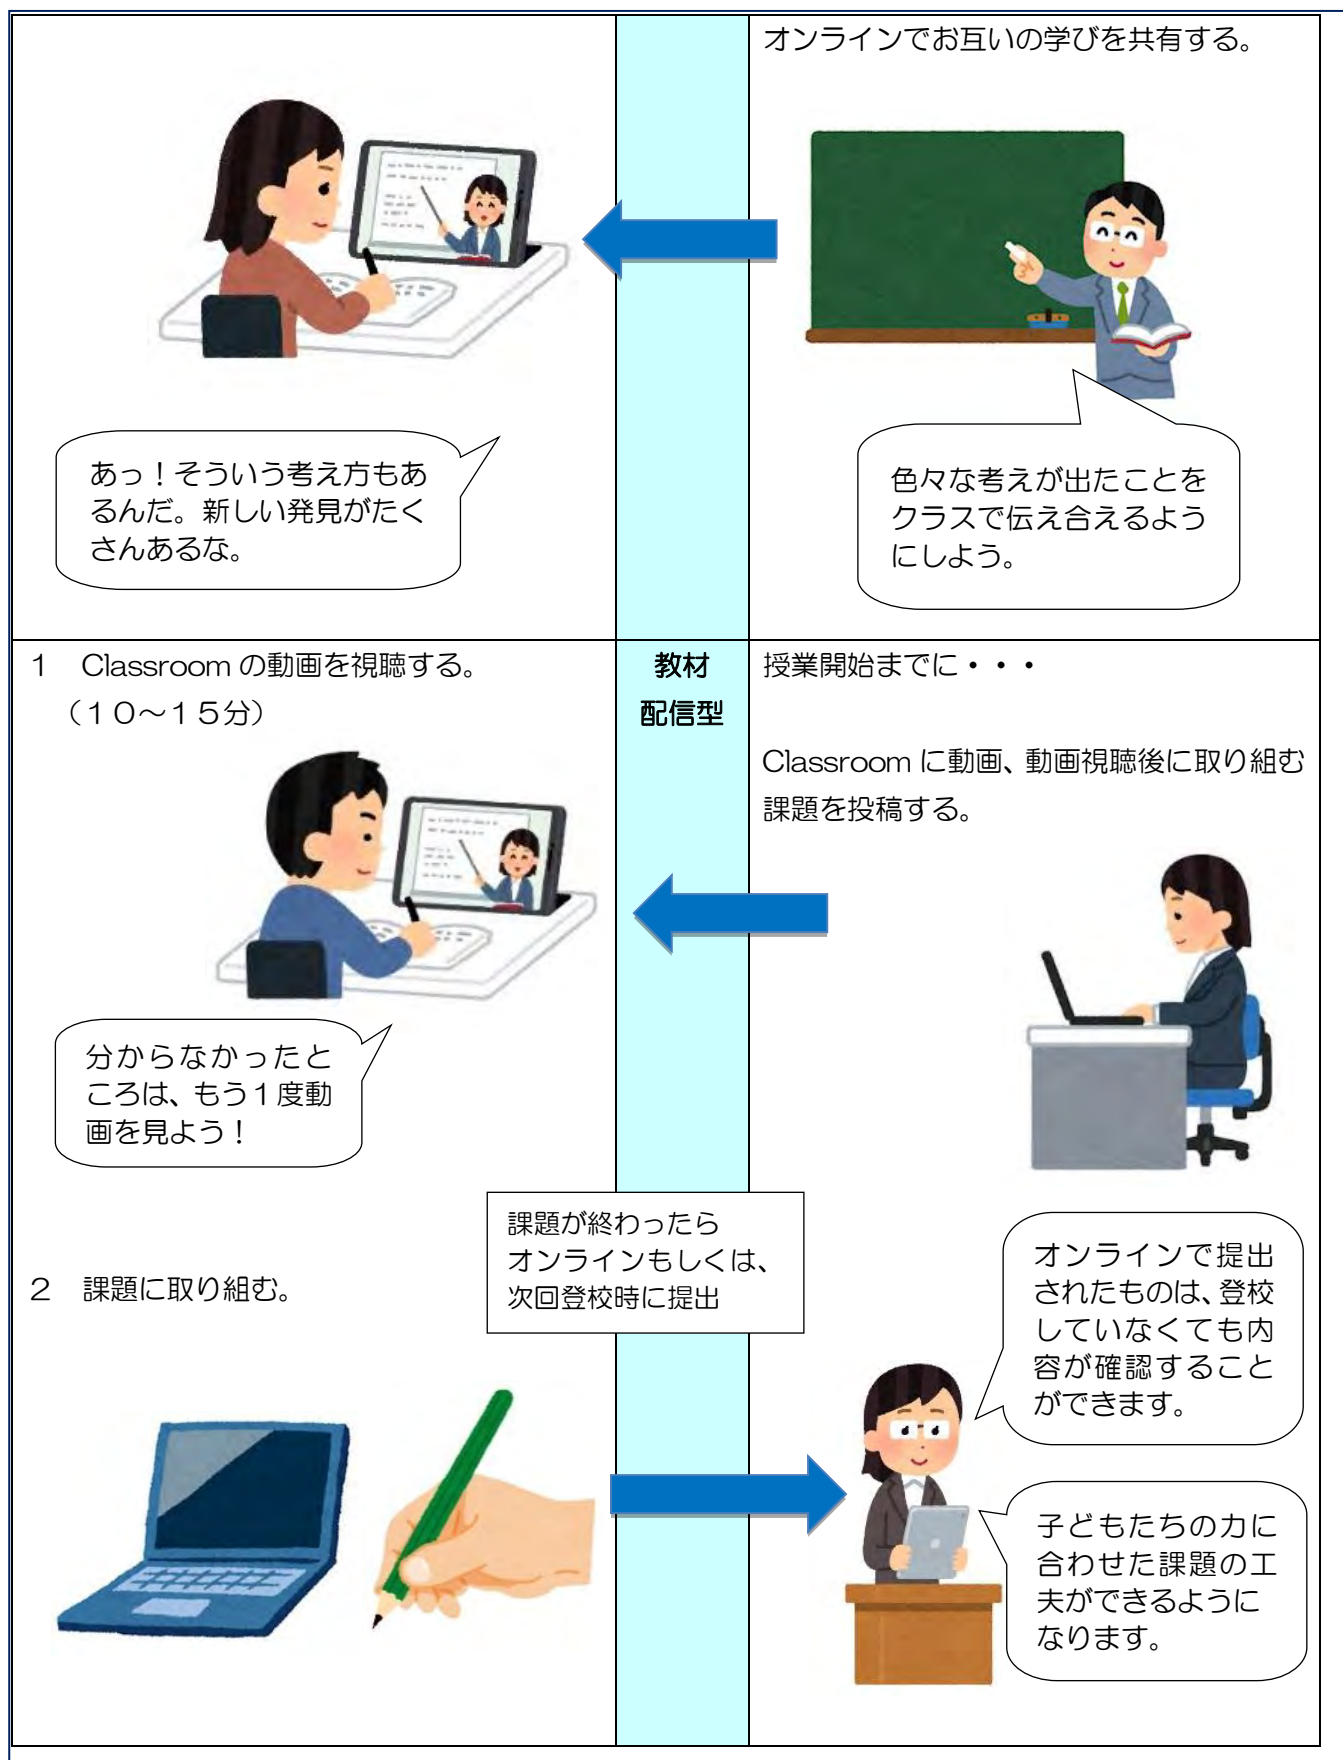 オンラインでお互いの学びを共有する。
あっ！そういう考え方もあ
るんだ。新しい発見がたく
さんあるな。
色々な考えが出たことを
クラスで伝え合えるよう
にしよう。
１　Classroom の動画を視聴する。
（１０～１５分）
教材
配信型
授業開始までに・・・
Classroom に動画、動画視聴後に取り組む
課題を投稿する。
分からなかったと
ころは、もう１度動
画を見よう！
課題が終わったら
オンラインもしくは、
次回登校時に提出
２　課題に取り組む。
オンラインで提出
されたものは、登校
していなくても内
容が確認すること
ができます。
子どもたちの力に
合わせた課題の工
夫ができるように
なります。